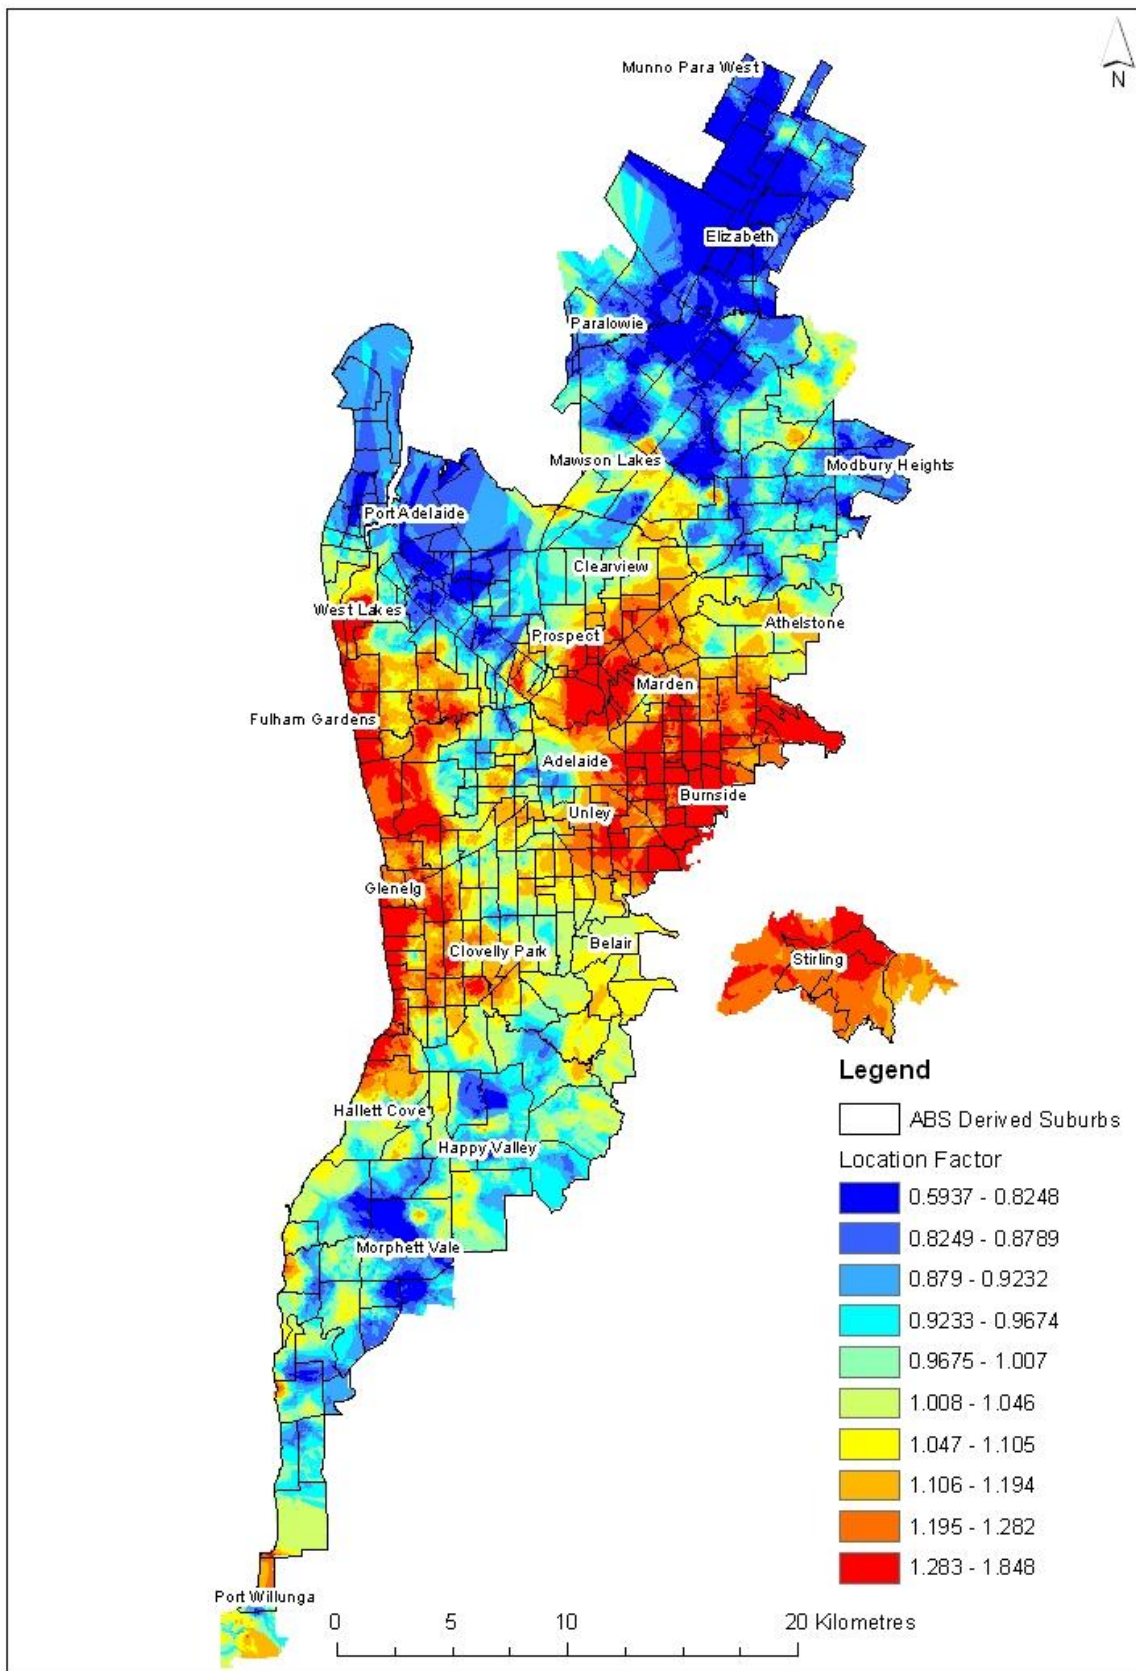 Munno Para West
N
Elizabeth
Paralowie
Mawson Lakes
Modbury Heights
Port Adelaide
Clearview
West Lakes
Athelstone
Prospect
Marden
Fulham Gardens
Adelaide
Burnside
Unley
Glenelg
Clovelly Park
Belair
Stirling
Legend
ABS Derived Suburbs
Location Factor
0.5937 - 0.8248
0.8249 - 0.8789
0.879 - 0.9232
0.9233 - 0.9674
0.9675 - 1.007
1.008 - 1.046
1.047 - 1.105
1.106 - 1.194
1.195 - 1.282
1.283 - 1.848
Hallett Cove
Happy Valley
Morphett Vale
Port Willunga
0 5 10 20 Kilometres